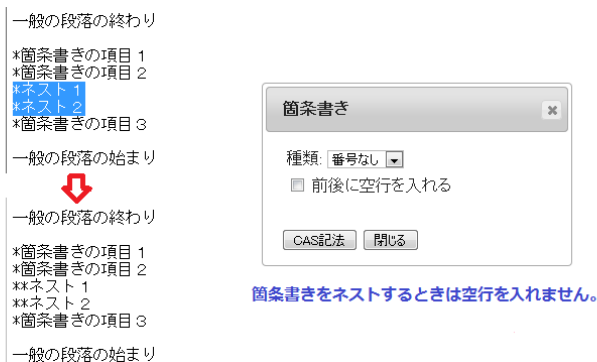 一般の段落の終わり
*箇条書きの項目1
*箇条書きの項目2
*ネスト1
*ネスト2
*箇条書きの項目3
一般の段落の始まり
一般の段落の終わり
*箇条書きの項目1
*箇条書きの項目2
**ネスト1
**ネスト2
*箇条書きの項目3
一般の段落の始まり
箇条書き
種類: 番号なし
前後に空行を入れる
CAS記法 閉じる
箇条書きをネストするときは空行を入れません。